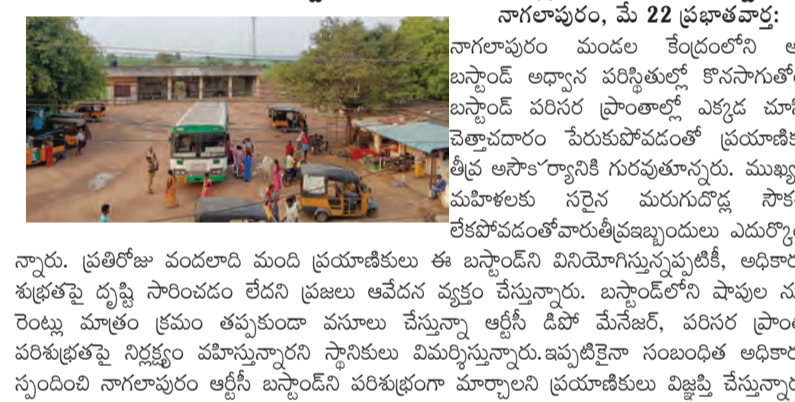 నాగలాపురం, మే 22 ప్రభాతవార్త:
నాగలాపురం మండల కేంద్రంలోని
బస్టాండ్ అధ్వాన పరిస్థితుల్లో కొనసాగుతో
బస్టాండ్ పరిసర ప్రాంతాల్లో ఎక్కడ చూసి
చెత్తాచదారం పేరుకుపోవడంతో ప్రయాణిక
తీవ్ర అసౌకర్యానికి గురవుతూన్నరు. ముఖ్య
మహిళలకు సరైన మరుగుదొడ్ల సౌక
లేకపోవడంతోవారుతీవ్రఇబ్బందులు ఎదుర్కొం
న్నారు. ప్రతిరోజు వందలాది మంది ప్రయాణికులు ఈ బస్టాండ్‌ని వినియోగిస్తున్నప్పటికీ, అధికార
శుభ్రతపై దృష్టి సారించడం లేదని ప్రజలు ఆవేదన వ్యక్తం చేస్తున్నారు. బస్టాండ్‌లోని షాపుల ను
రెంట్లు మాత్రం క్రమం తప్పకుండా వసూలు చేస్తున్నా ఆర్టీసీ డిపో మేనేజర్, పరిసర ప్రాంత
పరిశుభ్రతపై నిర్లక్ష్యం వహిస్తున్నారని స్థానికులు విమర్శిస్తున్నారు.ఇప్పటికైనా సంబంధిత అధికార
స్పందించి నాగలాపురం ఆర్టీసీ బస్టాండ్‌ని పరిశుభ్రంగా మార్చాలని ప్రయాణికులు విజ్ఞప్తి చేస్తున్నార